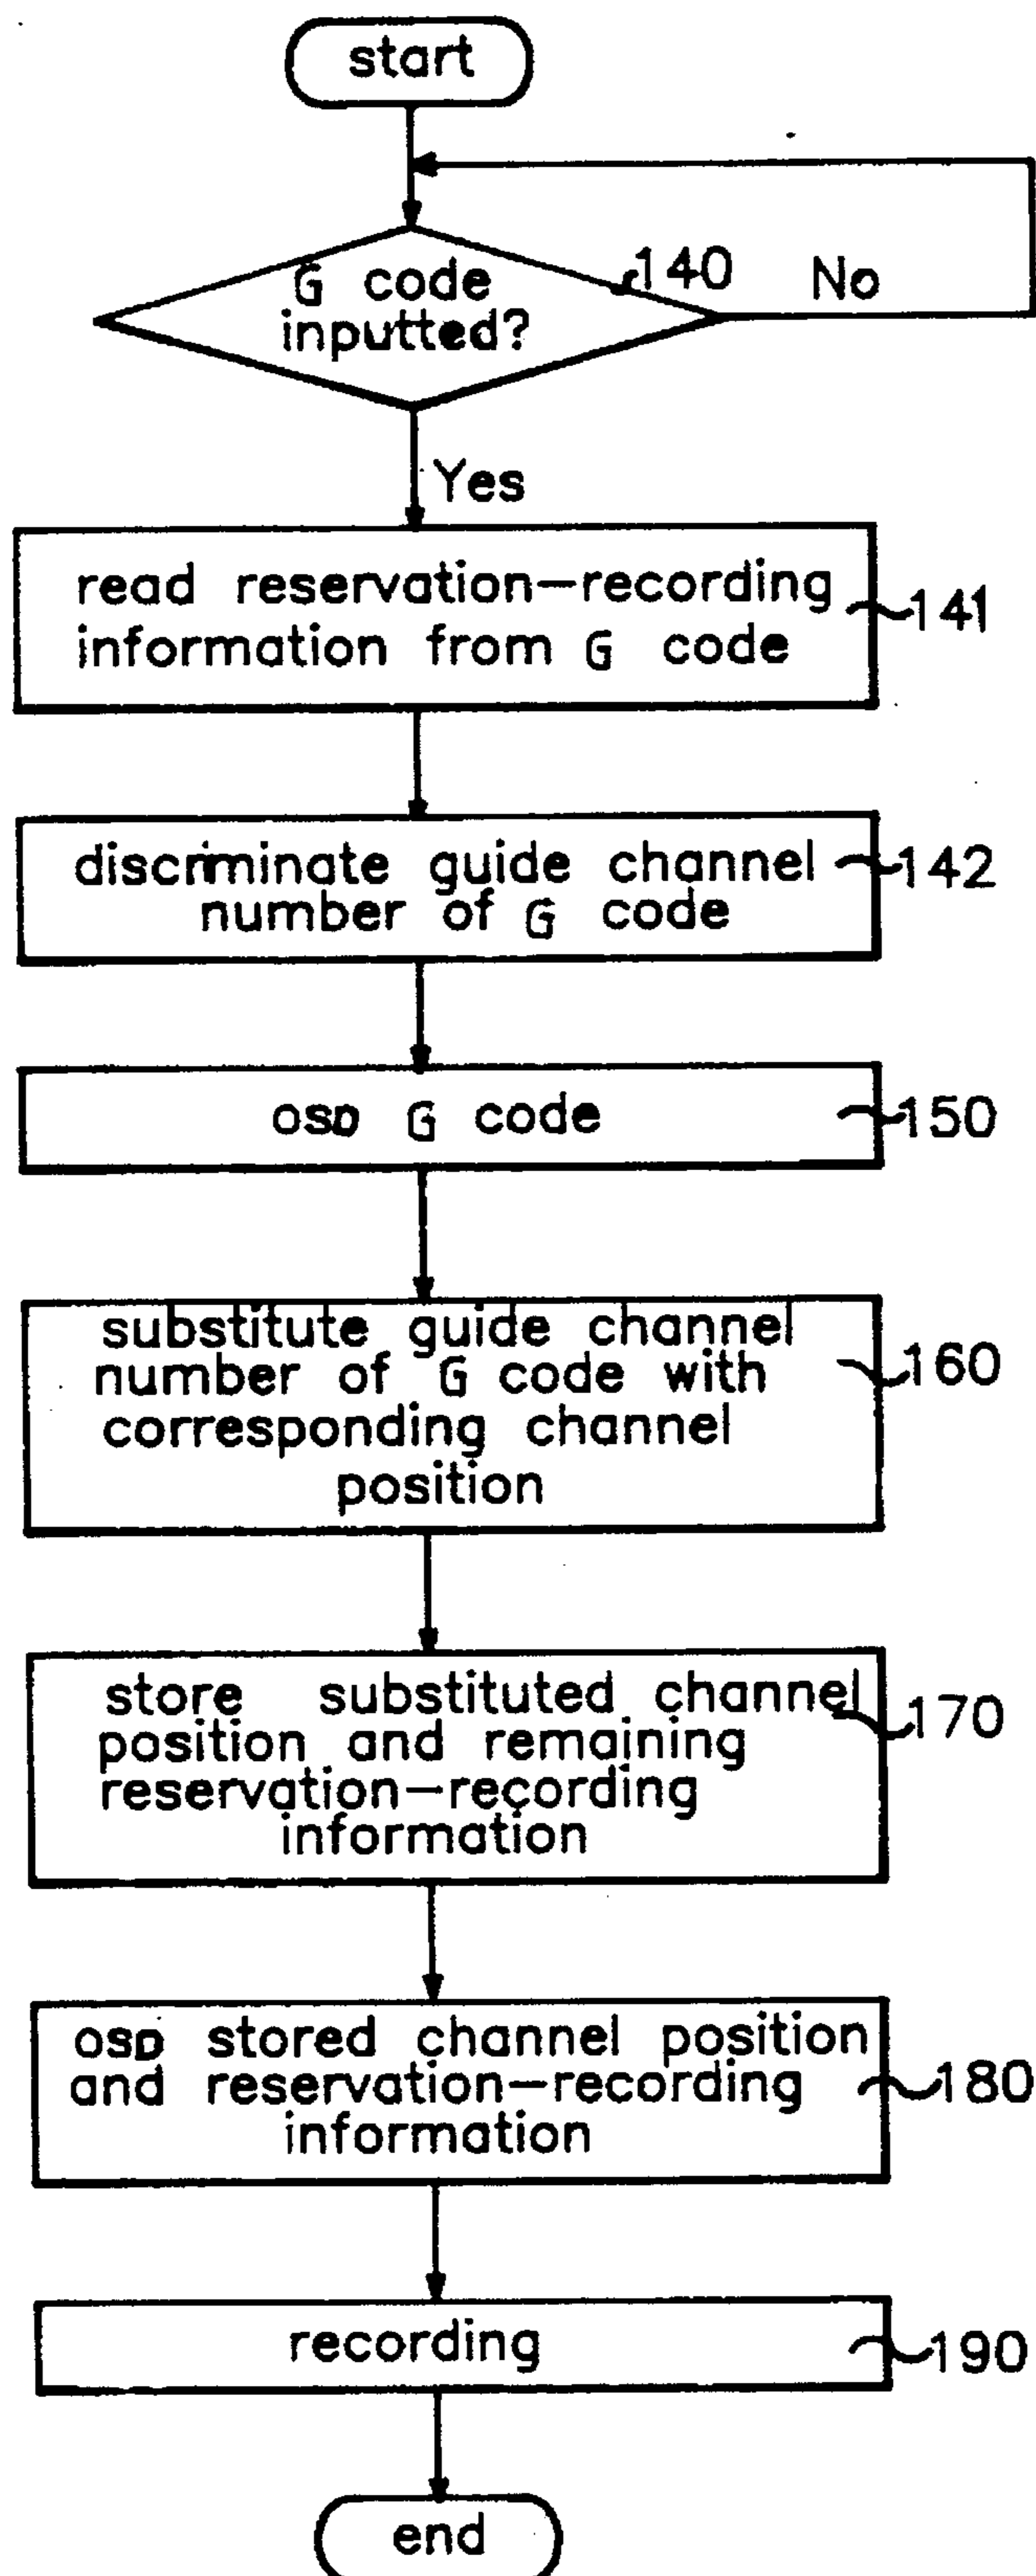 start
G code
inputted?
140
No
Yes
read reservation-recording
information from G code
141
discriminate guide channel
number of G code
142
OSD G code
150
substitute guide channel
number of G code with
corresponding channel
position
160
store substituted channel
position and remaining
reservation-recording
information
170
OSD stored channel position
and reservation-recording
information
180
recording
190
end